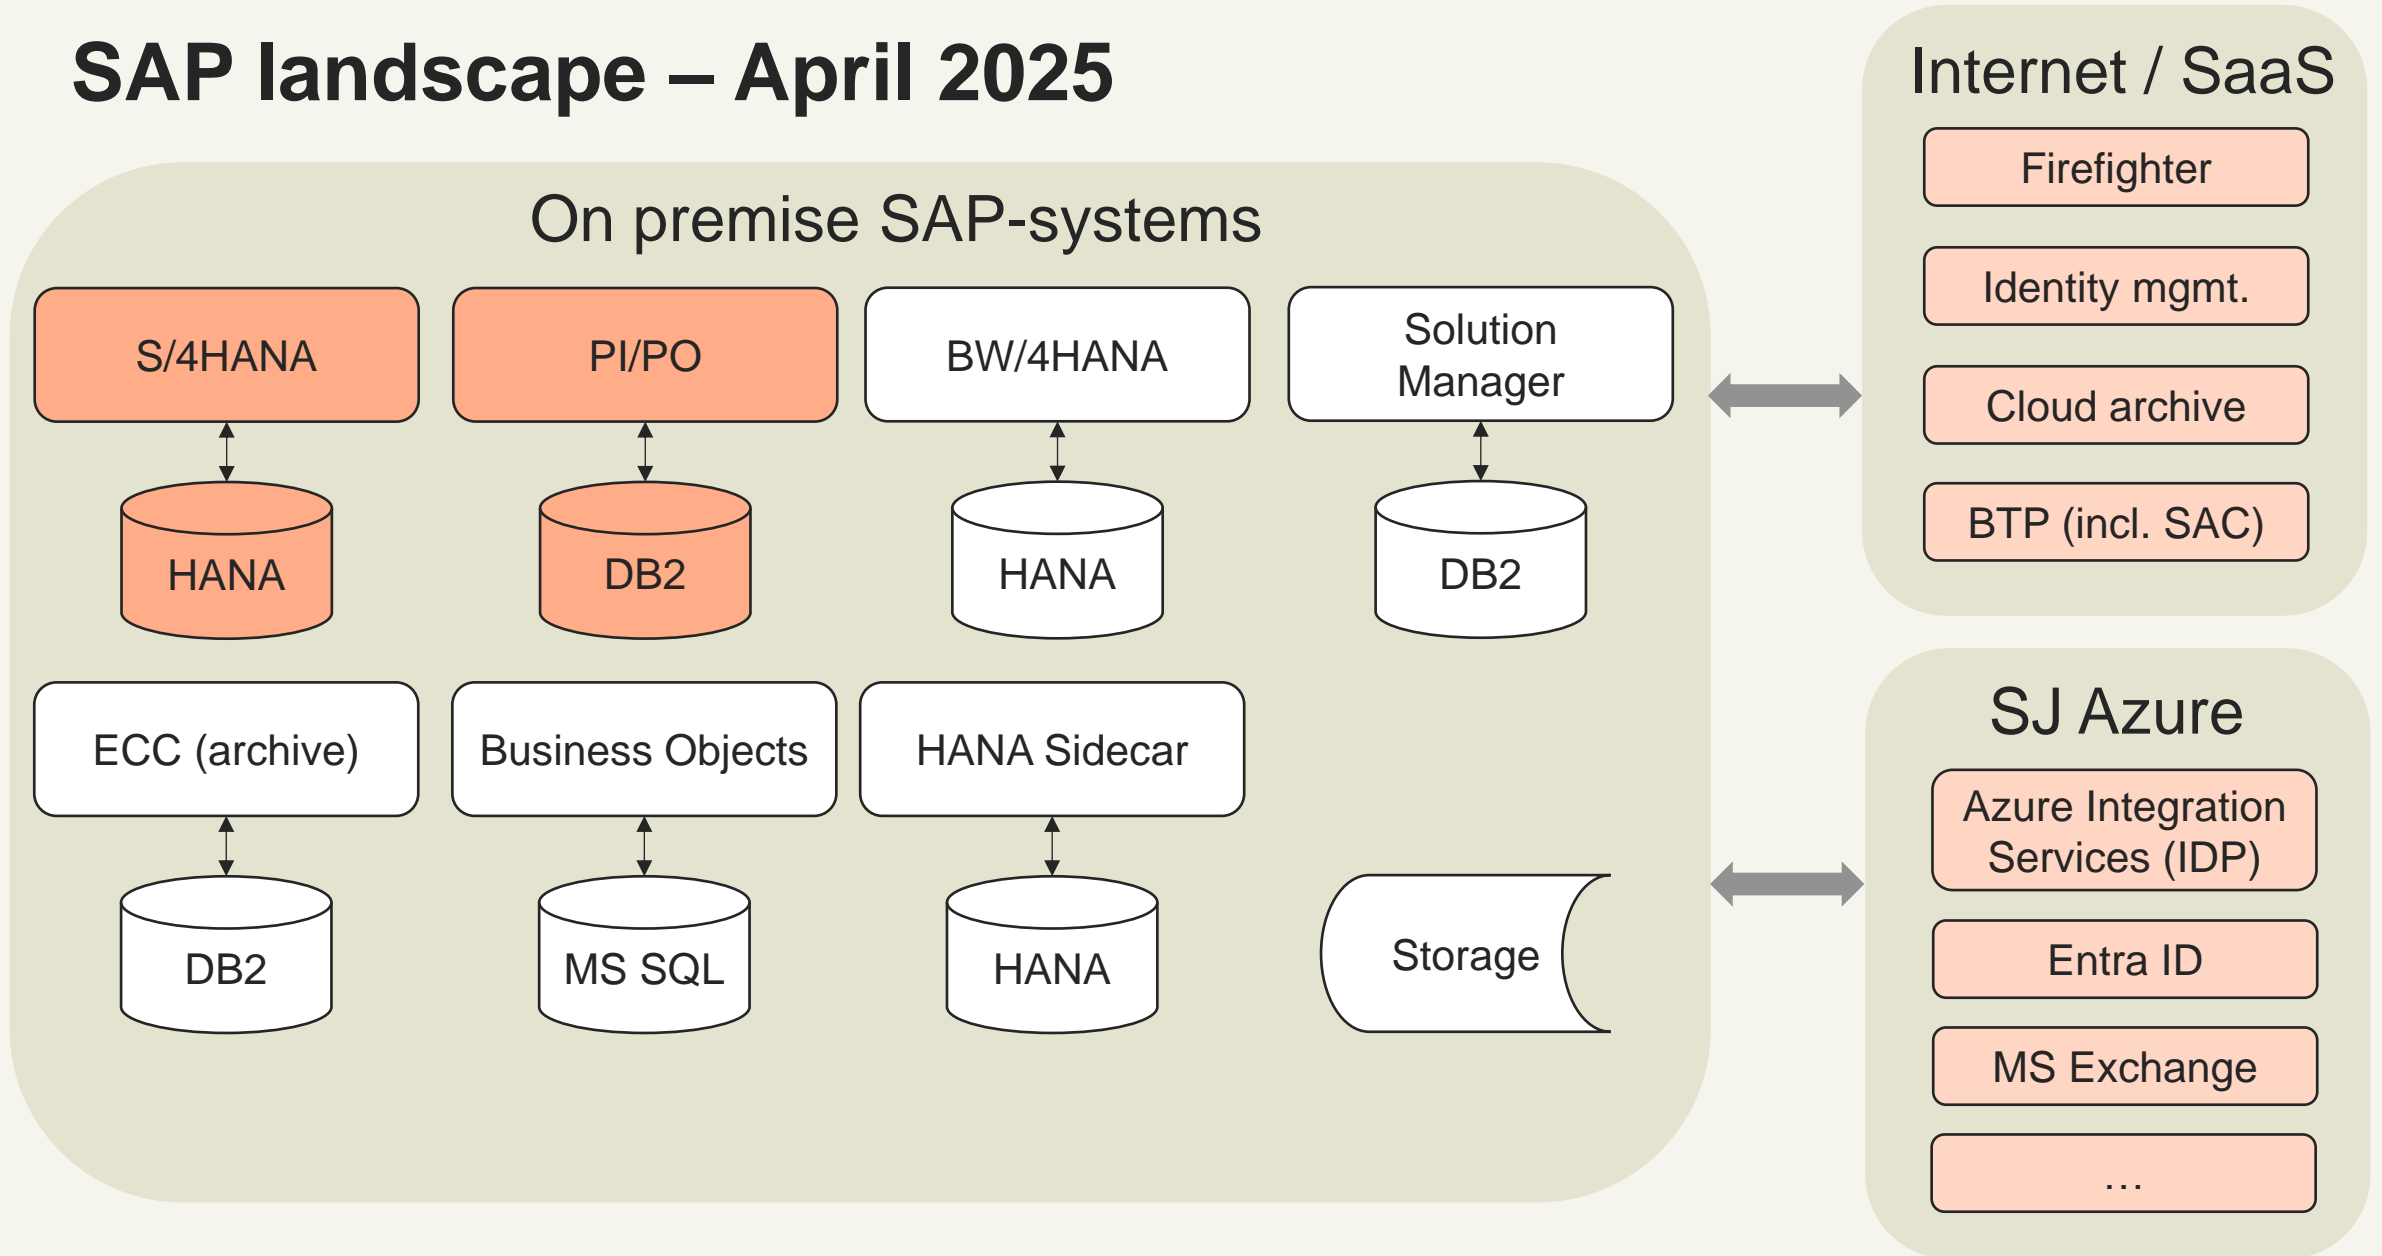 SAP landscape – April 2025
On premise SAP-systems
S/4HANA
PI/PO
BW/4HANA
Solution
Manager
HANA
DB2
HANA
DB2
ECC (archive)
Business Objects
HANA Sidecar
DB2
MS SQL
HANA
Storage
Internet / SaaS
Firefighter
Identity mgmt.
Cloud archive
BTP (incl. SAC)
SJ Azure
Azure Integration
Services (IDP)
Entra ID
MS Exchange
…